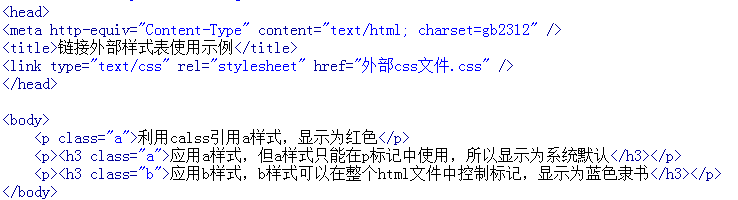 <head>
<meta http-equiv="Content-Type" content="text/html; charset=gb2312" />
<title>链接外部样式表使用示例</title>
<link type="text/css" rel="stylesheet" href="外部css文件.css" />
</head>
<body>
<p class="a">利用calss引用a样式，显示为红色</p>
<p><h3 class="a">应用a样式，但a样式只能在p标记中使用，所以显示为系统默认</h3></p>
<p><h3 class="b">应用b样式，b样式可以在整个html文件中控制标记，显示为蓝色隶书</h3></p>
</body>